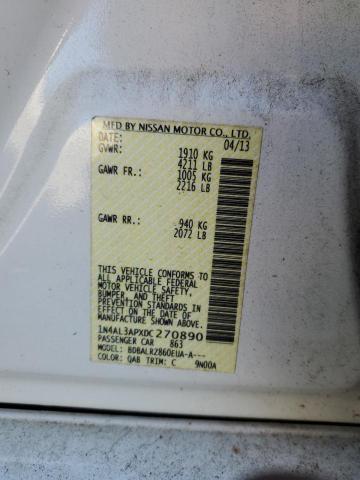 MFD BY NISSAN MOTOR CO., LTD.
DATE: 04/13
GVWR: 1910 KG
4211 LB
GAWR FR.: 1005 KG
2216 LB
GAWR RR.: 940 KG
2072 LB
THIS VEHICLE CONFORMS TO
ALL APPLICABLE FEDERAL
MOTOR VEHICLE SAFETY,
BUMPER, AND THEFT
PREVENTION STANDARDS IN
EFFECT ON THE DATE OF
MANUFACTURE SHOWN ABOVE.
1N4AL3APXDC270890
PASSENGER CAR 863
MODEL: BDBALRZ860EUA-A---
COLOR: QAB TRIM: C 9N00A